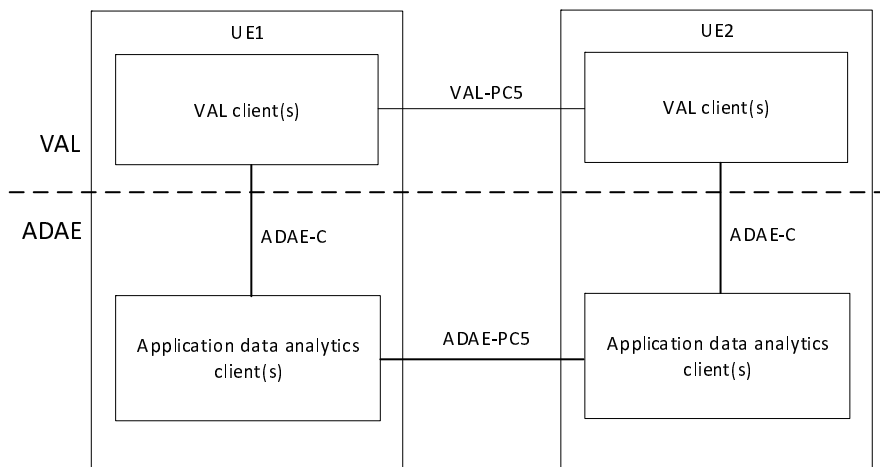 UE1
UE2
VAL client(s)
VAL-PC5
VAL client(s)
VAL
ADAE
ADAE-C
ADAE-C
Application data analytics
client(s)
ADAE-PC5
Application data analytics
client(s)